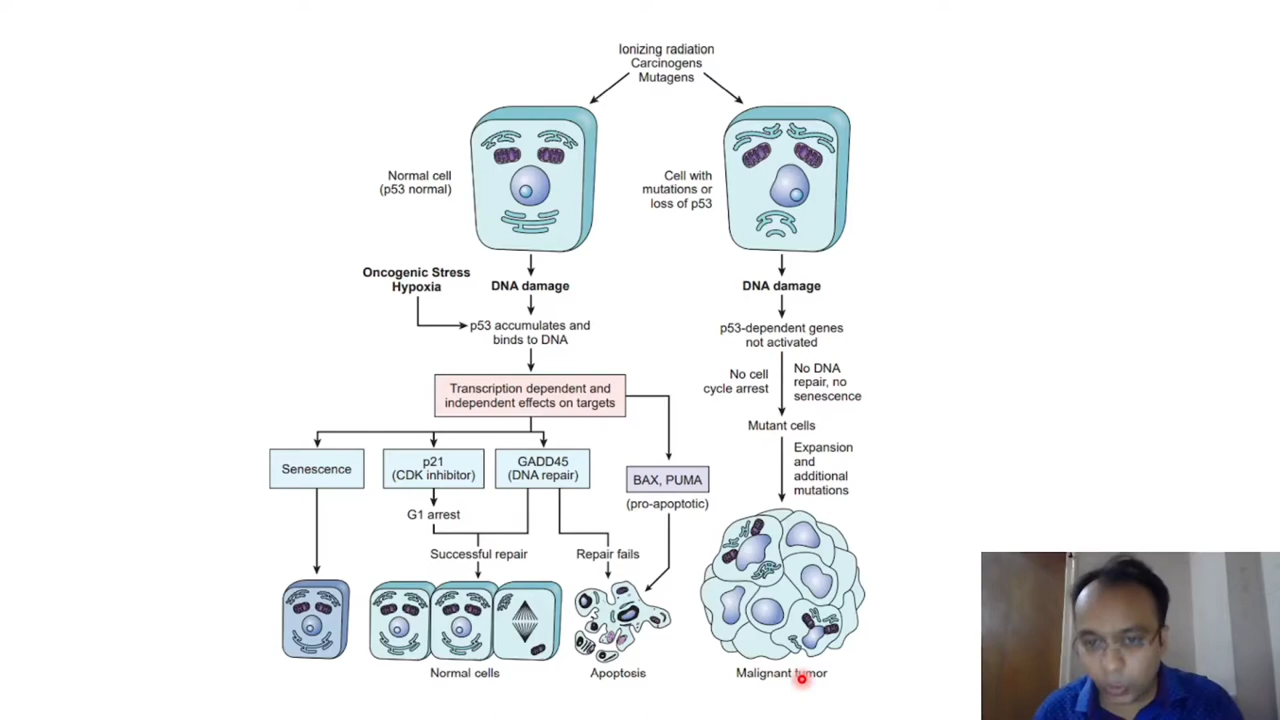 Ionizing radiation
Carcinogens
Mutagens
Normal cell
(p53 normal)
Cell with
mutations or
loss of p53
Oncogenic Stress
Hypoxia
DNA damage
DNA damage
p53 accumulates and
binds to DNA
p53-dependent genes
not activated
Transcription dependent and
independent effects on targets
No cell
cycle arrest
No DNA
repair, no
senescence
Mutant cells
Senescence
p21
(CDK inhibitor)
GADD45
(DNA repair)
BAX, PUMA
(pro-apoptotic)
Expansion
and
additional
mutations
G1 arrest
Successful repair
Repair fails
Normal cells
Apoptosis
Malignant tumor